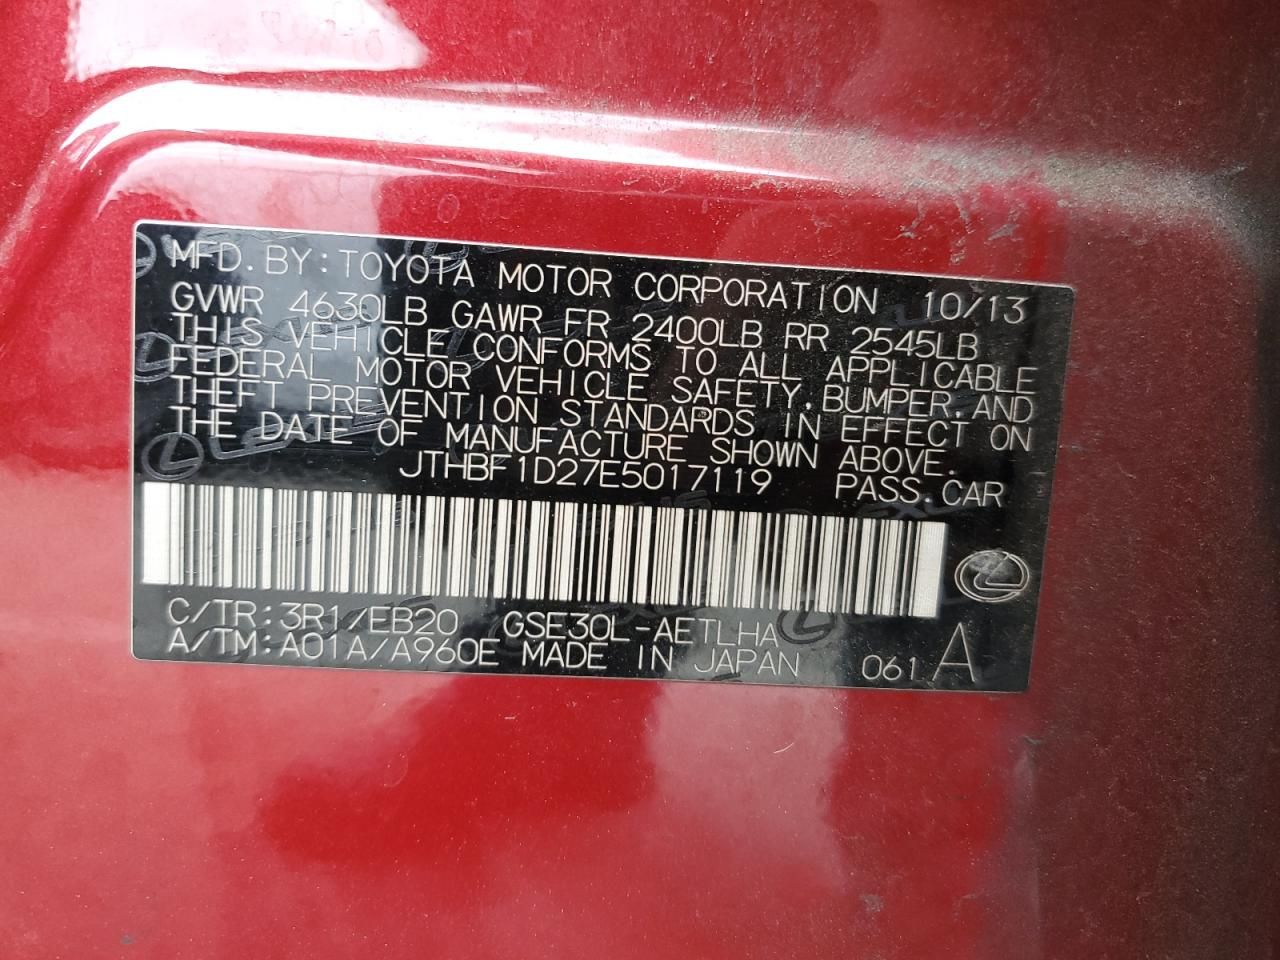 MFD. BY: TOYOTA MOTOR CORPORATION 10/13
GVWR 4630LB GAWR FR 2400LB RR 2545LB
THIS VEHICLE CONFORMS TO ALL APPLICABLE
FEDERAL MOTOR VEHICLE SAFETY, BUMPER, AND
THEFT PREVENTION STANDARDS IN EFFECT ON
THE DATE OF MANUFACTURE SHOWN ABOVE.
JTHBF1D27E5017119 PASS. CAR
C/TR: 3R1/EB20 GSE30L-AETLHA
A/TM: A01A/A960E MADE IN JAPAN 061 A